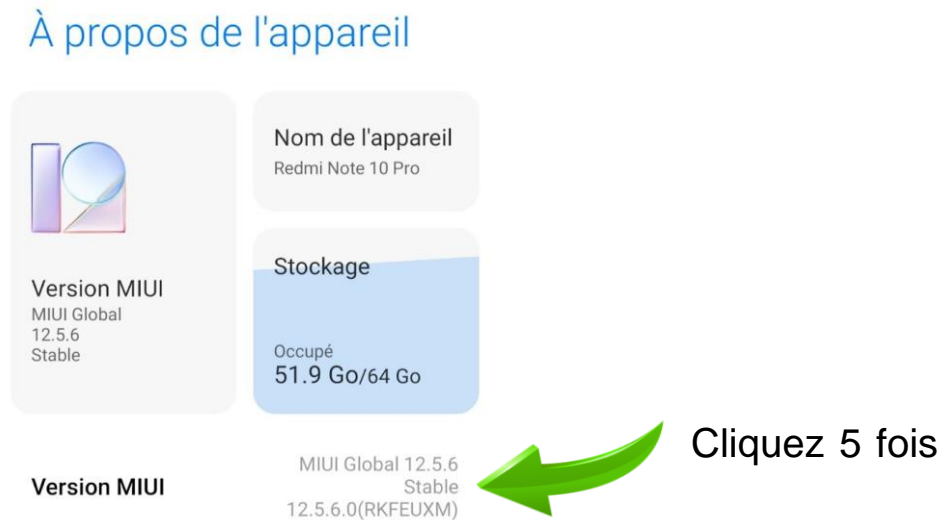 À propos de l'appareil
Nom de l'appareil
Redmi Note 10 Pro
Version MIUI
MIUI Global
12.5.6
Stable
Stockage
Occupé
51.9 Go/64 Go
Version MIUI
MIUI Global 12.5.6
Stable
12.5.6.0(RKFEUXM)
Cliquez 5 fois